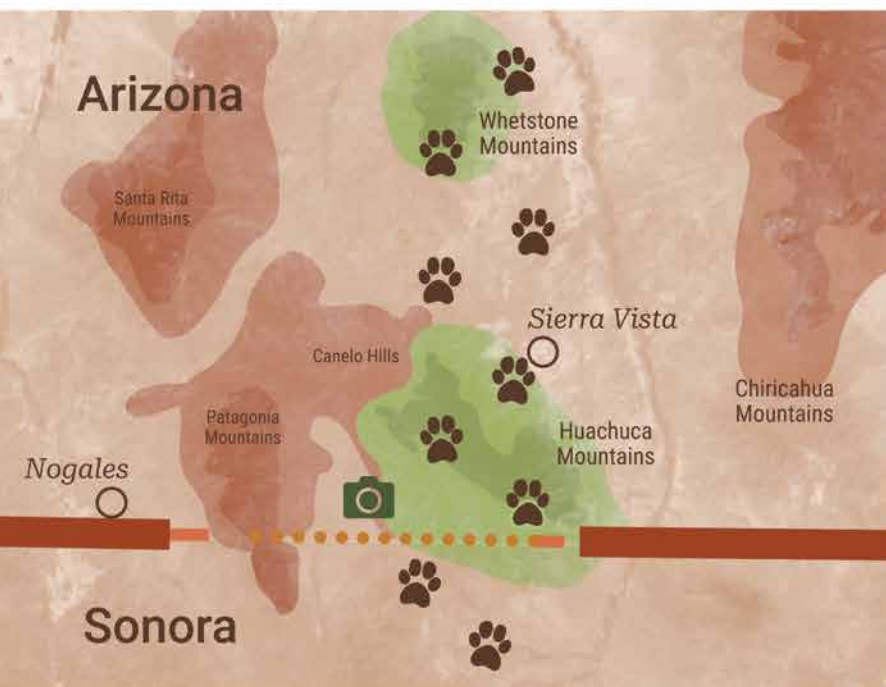 Arizona
Whetstone
Mountains
Santa Rita
Mountains
Sierra Vista
Canelo Hills
Chiricahua
Mountains
Patagonia
Mountains
Huachuca
Mountains
Nogales
Sonora